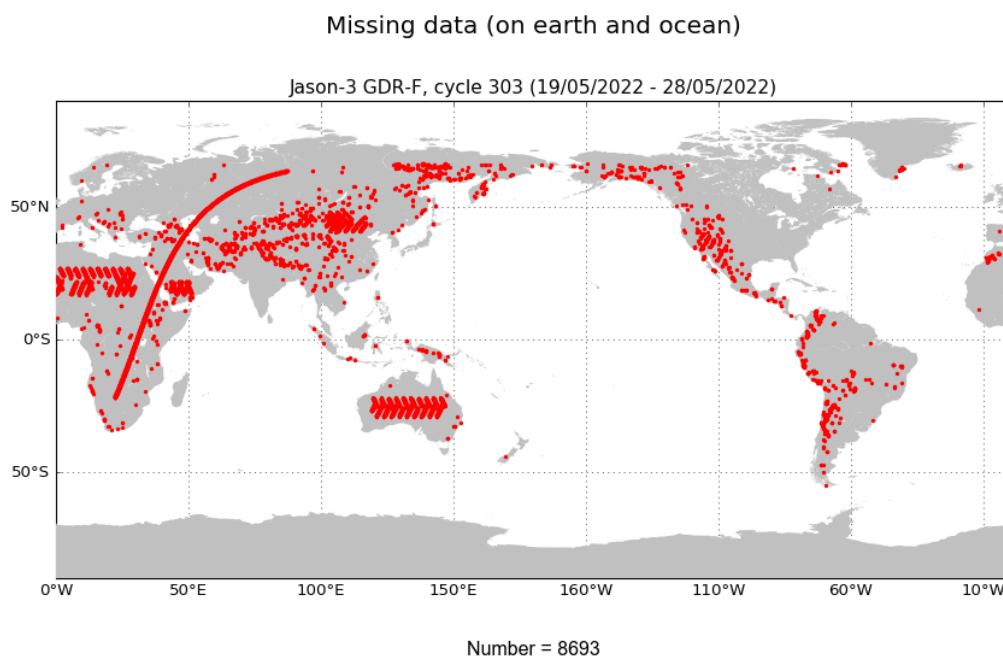 Missing data (on earth and ocean)
Jason-3 GDR-F, cycle 303 (19/05/2022 - 28/05/2022)
50°N
0°S
50°S
0°W
50°E
100°E
150°E
160°W
110°W
60°W
10°W
Number = 8693